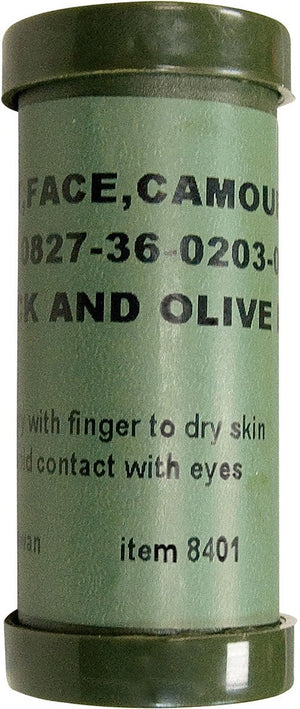 ,FACE,CAMOU
0827-36-0203-0
CK AND OLIVE
y with finger to dry skin
id contact with eyes
wan item 8401